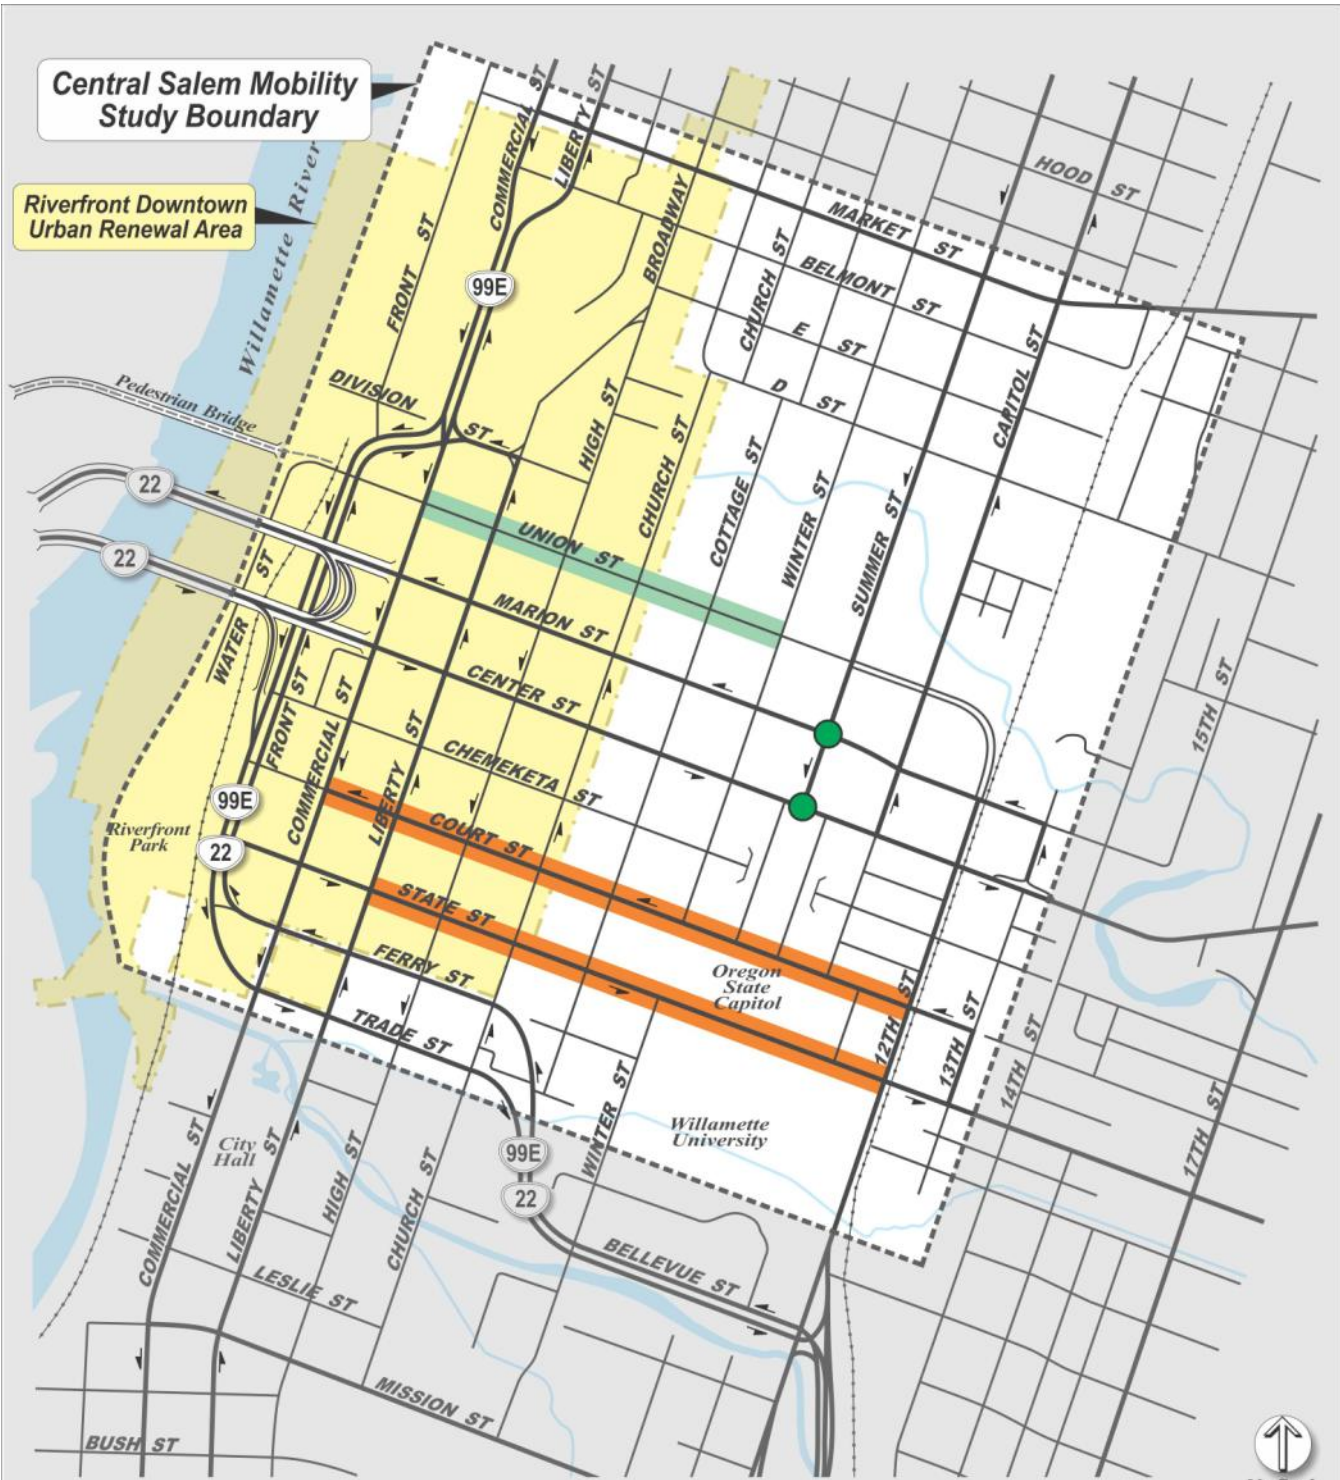 Central Salem Mobility
Study Boundary
Riverfront Downtown
Urban Renewal Area
Willamette River
COMMERCIAL ST
LIBERTY ST
HOOD ST
MARKET ST
BROADWAY
CHURCH ST
BELMONT ST
FRONT ST
99E
E ST
D ST
CAPITOL ST
DIVISION
ST
Pedestrian Bridge
HIGH ST
CHURCH ST
COTTAGE ST
WINTER ST
SUMMER ST
22
22
UNION ST
WATER ST
MARION ST
CENTER ST
FRONT ST
COMMERCIAL ST
LIBERTY ST
CHEMEKETA ST
15TH ST
99E
22
Riverfront
Park
COURT ST
STATE ST
FERRY ST
TRADE ST
Oregon
State
Capitol
12TH ST
13TH ST
14TH ST
17TH ST
WINTER ST
Willamette
University
City
Hall
99E
22
COMMERCIAL ST
LIBERTY ST
HIGH ST
CHURCH ST
BELLEVUE ST
LESLIE ST
MISSION ST
BUSH ST